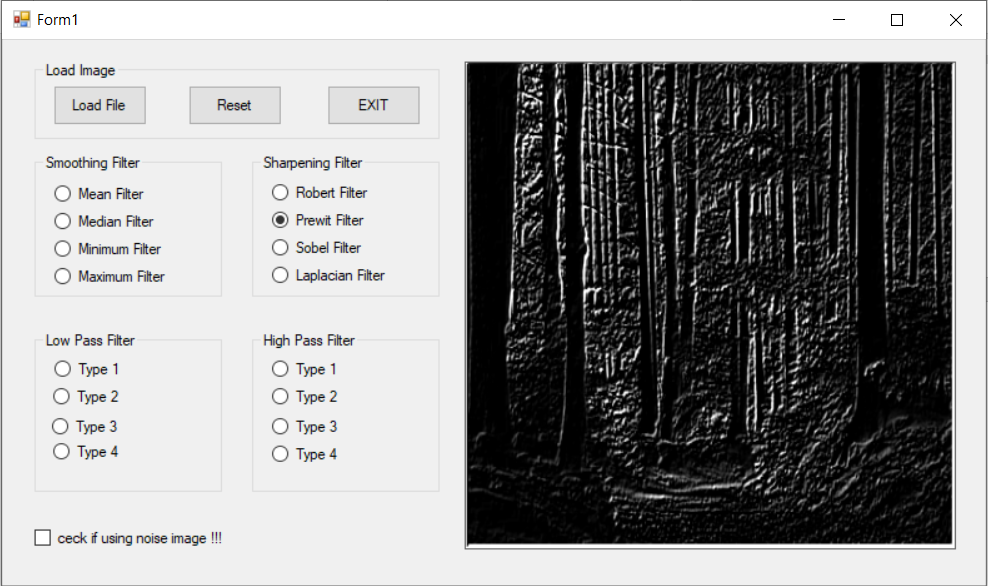 Form1
Load Image
Load File
Reset
EXIT
Smoothing Filter
Mean Filter
Median Filter
Minimum Filter
Maximum Filter
Sharpening Filter
Robert Filter
Prewit Filter
Sobel Filter
Laplacian Filter
Low Pass Filter
Type 1
Type 2
Type 3
Type 4
High Pass Filter
Type 1
Type 2
Type 3
Type 4
ceck if using noise image !!!